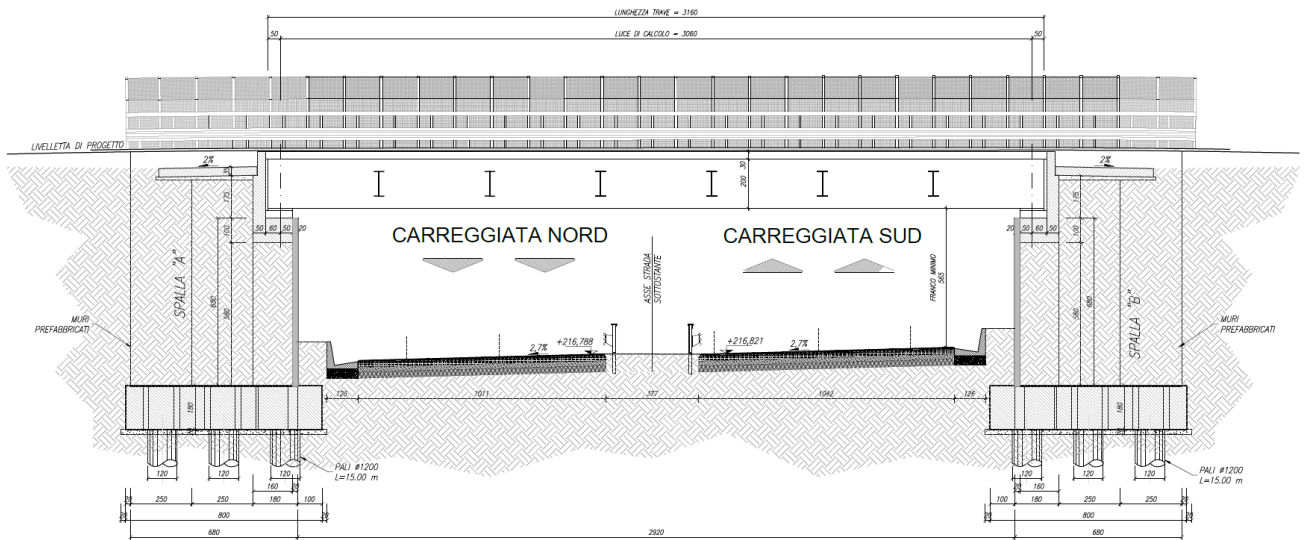 LUNGHEZZA TRAVE = 3160
50
LUCE DI CALCOLO = 3060
50
LIVELLETTA DI PROGETTO
2%
2%
30
200
175
100
50 60 50 20
CARREGGIATA NORD
CARREGGIATA SUD
20 50 60 50
175
100
ASSE STRADA
SOTTOSTANTE
FRANCO MINIMO
565
SPALLA "A"
680
580
SPALLA "B"
580
680
MURI
PREFABBRICATI
MURI
PREFABBRICATI
2,7%
+216,788
+216,821
2,7%
126
1011
377
1042
126
180
180
120
120
120
PALI Ø1200
L=15.00 m
120
120
120
PALI Ø1200
L=15.00 m
160
20
20
160
20
250
250
180
100
100
180
250
250
20
20
800
20
20
800
20
680
2920
680